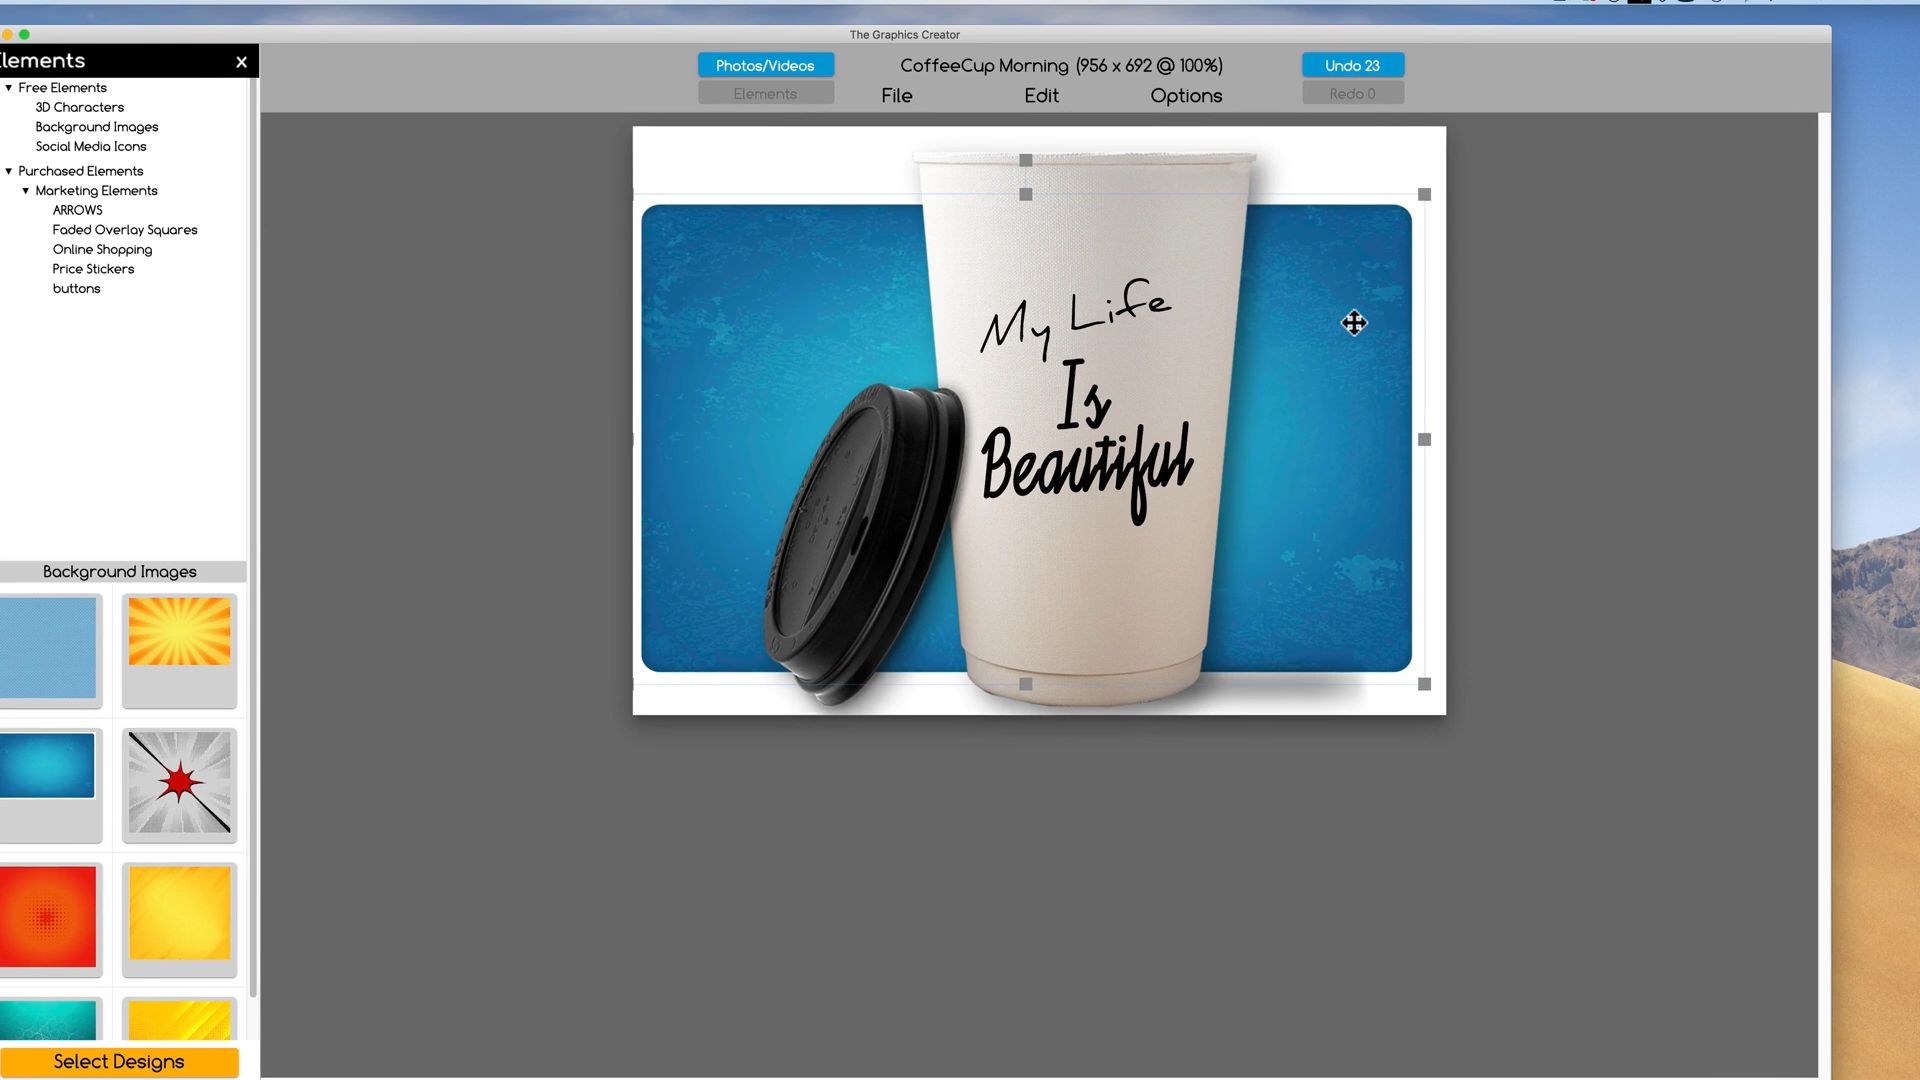 The Graphics Creator
lements
X
Photos/Videos
CoffeeCup Morning (956 x 692 @ 100%)
Undo 23
Elements
File
Edit
Options
Redo 0
Free Elements
3D Characters
Background Images
Social Media Icons
Purchased Elements
Marketing Elements
ARROWS
Faded Overlay Squares
Online Shopping
Price Stickers
buttons
My Life
Is
Beautiful
Background Images
Select Designs